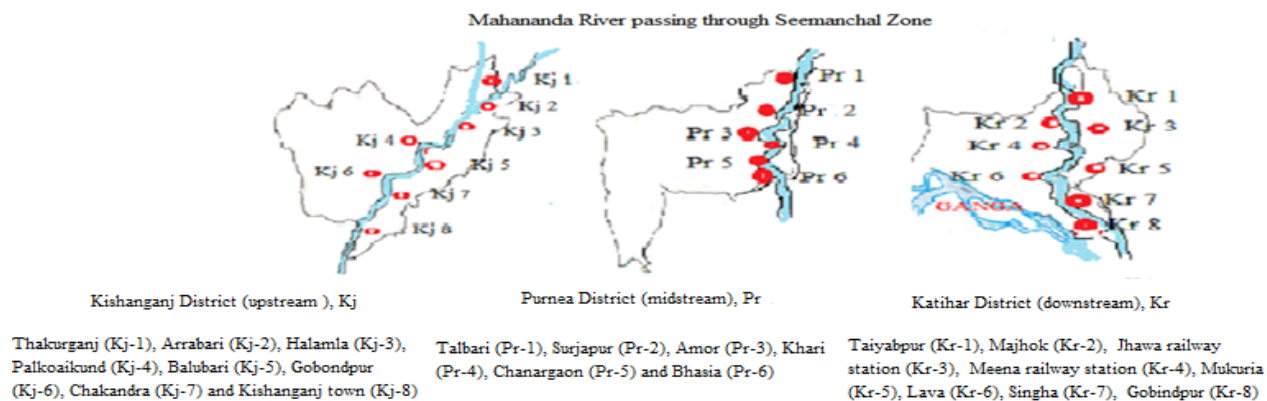 Mahananda River passing through Seemanchal Zone
Kj 1
Kj 2
Kj 3
Kj 4
Kj 5
Kj 6
Kj 7
Kj 8
Pr 1
Pr . 2
Pr 3
Pr 4
Pr 5
Pr 6
Kr 1
Kr 2
Kr 3
Kr 4
Kr 5
Kr 6
Kr 7
GANGA
Kr 8
Kishanganj District (upstream ), Kj
Purnea District (midstream), Pr
Katihar District (downstream), Kr
Thakurganj (Kj-1), Arrabari (Kj-2), Halamla (Kj-3),
Palkoaikund (Kj-4), Balubari (Kj-5), Gobondpur
(Kj-6), Chakandra (Kj-7) and Kishanganj town (Kj-8)
Talbari (Pr-1), Surjapur (Pr-2), Amor (Pr-3), Khari
(Pr-4), Chanargaon (Pr-5) and Bhasia (Pr-6)
Taiyabpur (Kr-1), Majhok (Kr-2), Jhawa railway
station (Kr-3), Meena railway station (Kr-4), Mukuria
(Kr-5), Lava (Kr-6), Singha (Kr-7), Gobindpur (Kr-8)